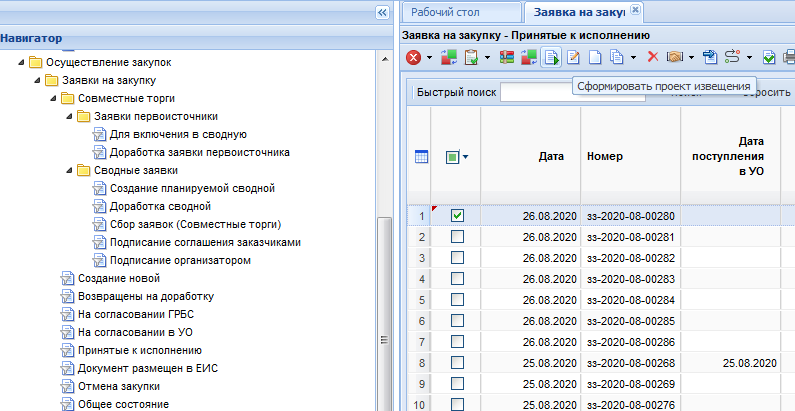 Навигатор
Осуществление закупок
Заявки на закупку
Совместные торги
Заявки первоисточники
Для включения в сводную
Доработка заявки первоисточника
Сводные заявки
Создание планируемой сводной
Доработка сводной
Сбор заявок (Совместные торги)
Подписание соглашения заказчиками
Подписание организатором
Создание новой
Возвращены на доработку
На согласовании ГРБС
На согласовании в УО
Принятые к исполнению
Документ размещен в ЕИС
Отмена закупки
Общее состояние
Рабочий стол
Заявка на заку
Заявка на закупку - Принятые к исполнению
Сформировать проект извещения
Быстрый поиск
Дата Номер Дата поступления в УО
1 26.08.2020 зз-2020-08-00280
2 26.08.2020 зз-2020-08-00281
3 26.08.2020 зз-2020-08-00282
4 26.08.2020 зз-2020-08-00283
5 26.08.2020 зз-2020-08-00284
6 26.08.2020 зз-2020-08-00285
7 26.08.2020 зз-2020-08-00286
8 25.08.2020 зз-2020-08-00268 25.08.2020
9 25.08.2020 зз-2020-08-00269
10 25.08.2020 зз-2020-08-00276